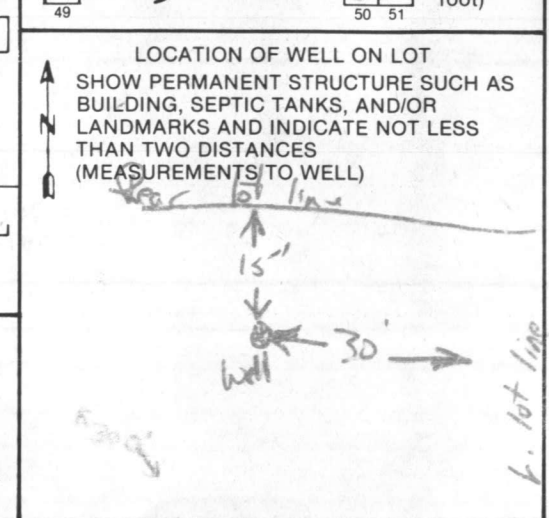 foot)
49
50 51
LOCATION OF WELL ON LOT
SHOW PERMANENT STRUCTURE SUCH AS
BUILDING, SEPTIC TANKS, AND/OR
N LANDMARKS AND INDICATE NOT LESS
THAN TWO DISTANCES
(MEASUREMENTS TO WELL)
Rear lot line
15'
30'
Well
lot line